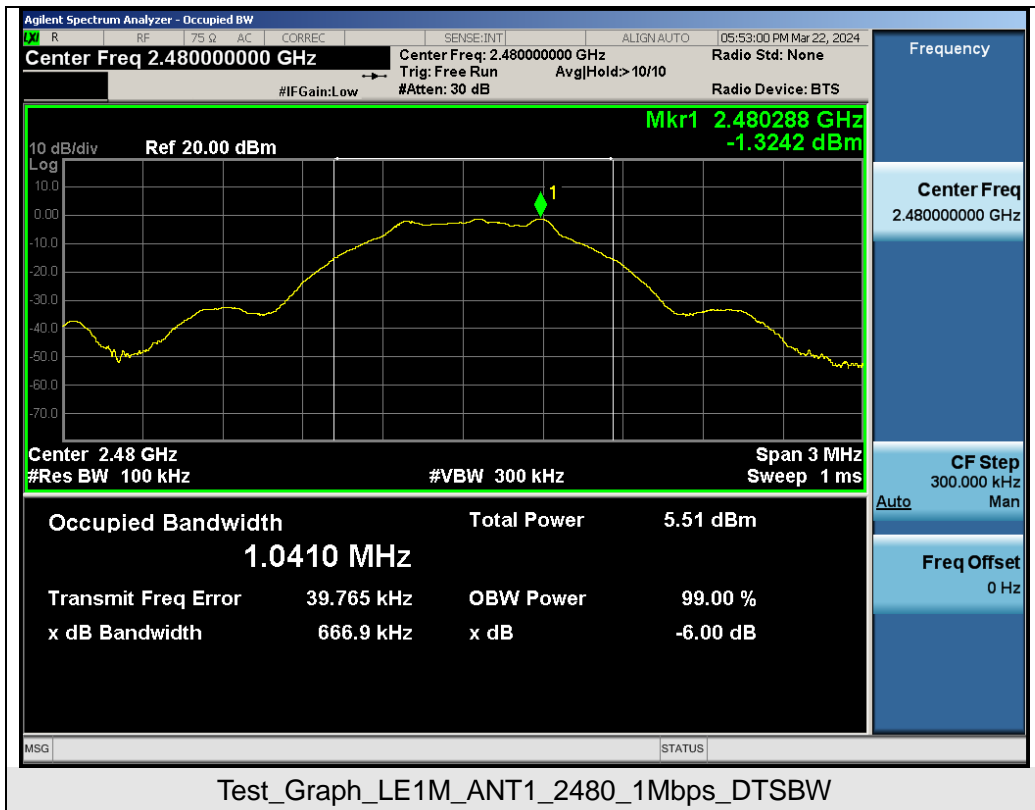 Agilent Spectrum Analyzer - Occupied BW
LXI R RF 75 Ω AC CORREC SENSE:INT ALIGN AUTO 05:53:00 PM Mar 22, 2024
Center Freq 2.480000000 GHz Center Freq: 2.480000000 GHz Radio Std: None
Trig: Free Run Avg|Hold:> 10/10
#IFGain:Low #Atten: 30 dB Radio Device: BTS
Mkr1 2.480288 GHz
10 dB/div Ref 20.00 dBm -1.3242 dBm
Log
10.0
1
0.00
-10.0
-20.0
-30.0
-40.0
-50.0
-60.0
-70.0
Center 2.48 GHz Span 3 MHz
#Res BW 100 kHz #VBW 300 kHz Sweep 1 ms
Occupied Bandwidth Total Power 5.51 dBm
1.0410 MHz
Transmit Freq Error 39.765 kHz OBW Power 99.00 %
x dB Bandwidth 666.9 kHz x dB -6.00 dB
MSG STATUS
Frequency
Center Freq
2.480000000 GHz
CF Step
300.000 kHz
Auto Man
Freq Offset
0 Hz
Test_Graph_LE1M_ANT1_2480_1Mbps_DTSBW